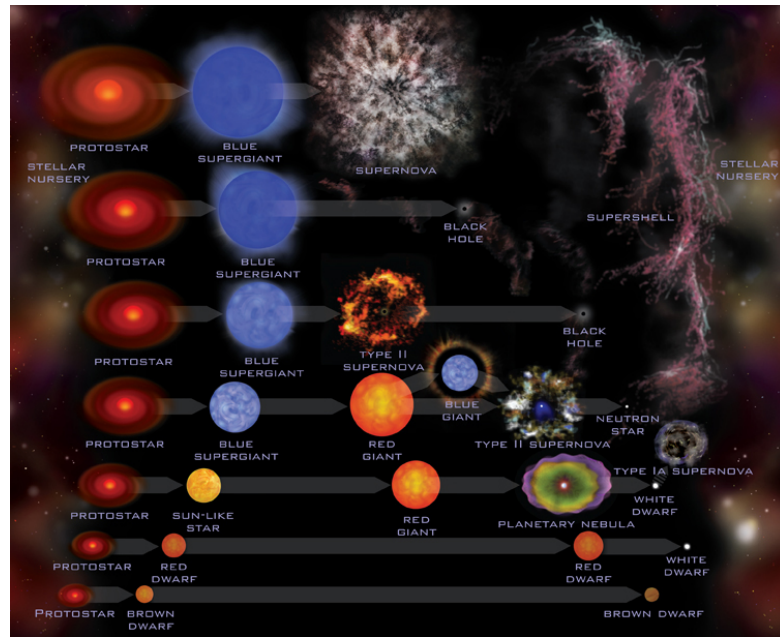 PROTOSTAR
BLUE
SUPERGIANT
SUPERNOVA
STELLAR
NURSERY
STELLAR
NURSERY
PROTOSTAR
BLUE
SUPERGIANT
BLACK
HOLE
SUPERSHELL
PROTOSTAR
BLUE
SUPERGIANT
TYPE II
SUPERNOVA
BLACK
HOLE
PROTOSTAR
BLUE
SUPERGIANT
RED
GIANT
BLUE
GIANT
TYPE II SUPERNOVA
NEUTRON
STAR
TYPE IA SUPERNOVA
PROTOSTAR
SUN-LIKE
STAR
RED
GIANT
PLANETARY NEBULA
WHITE
DWARF
PROTOSTAR
RED
DWARF
RED
DWARF
WHITE
DWARF
PROTOSTAR
BROWN
DWARF
BROWN DWARF